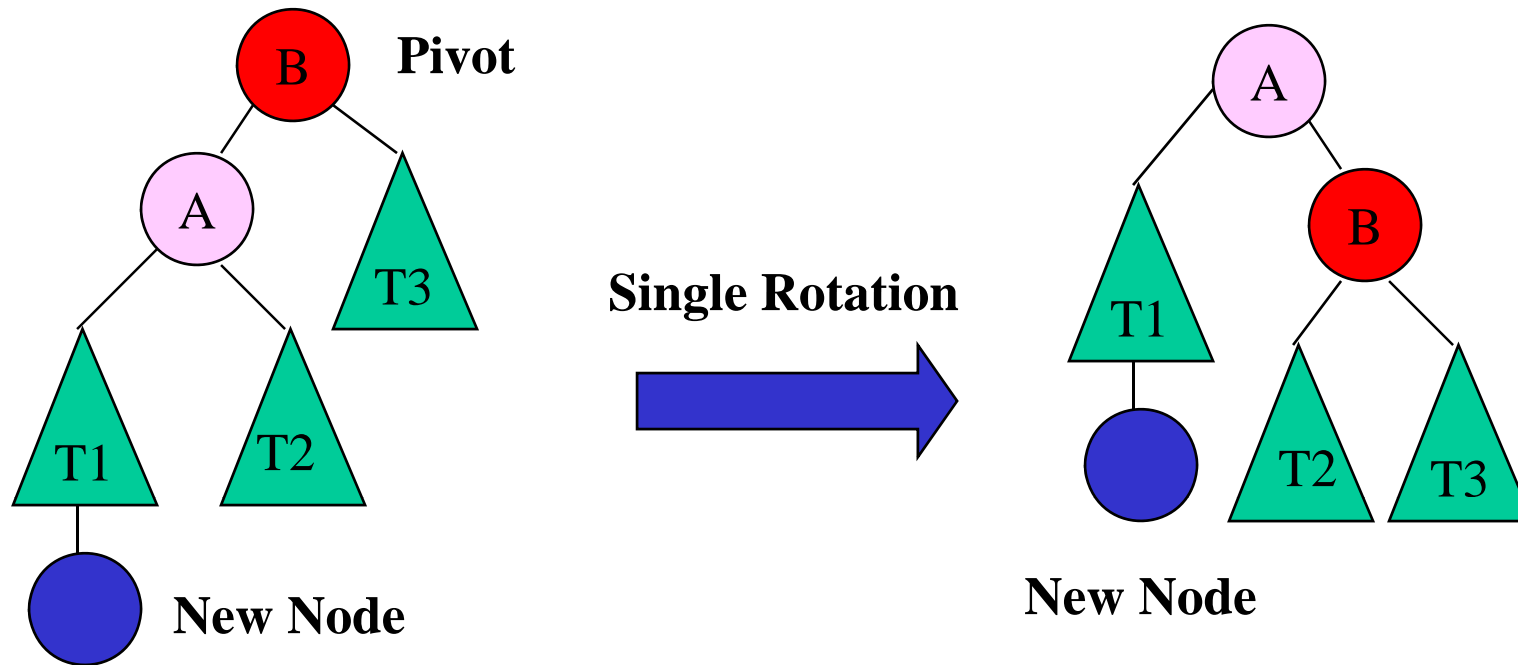 B
Pivot
A
T3
T1
T2
New Node
Single Rotation
A
B
T1
T2
T3
New Node